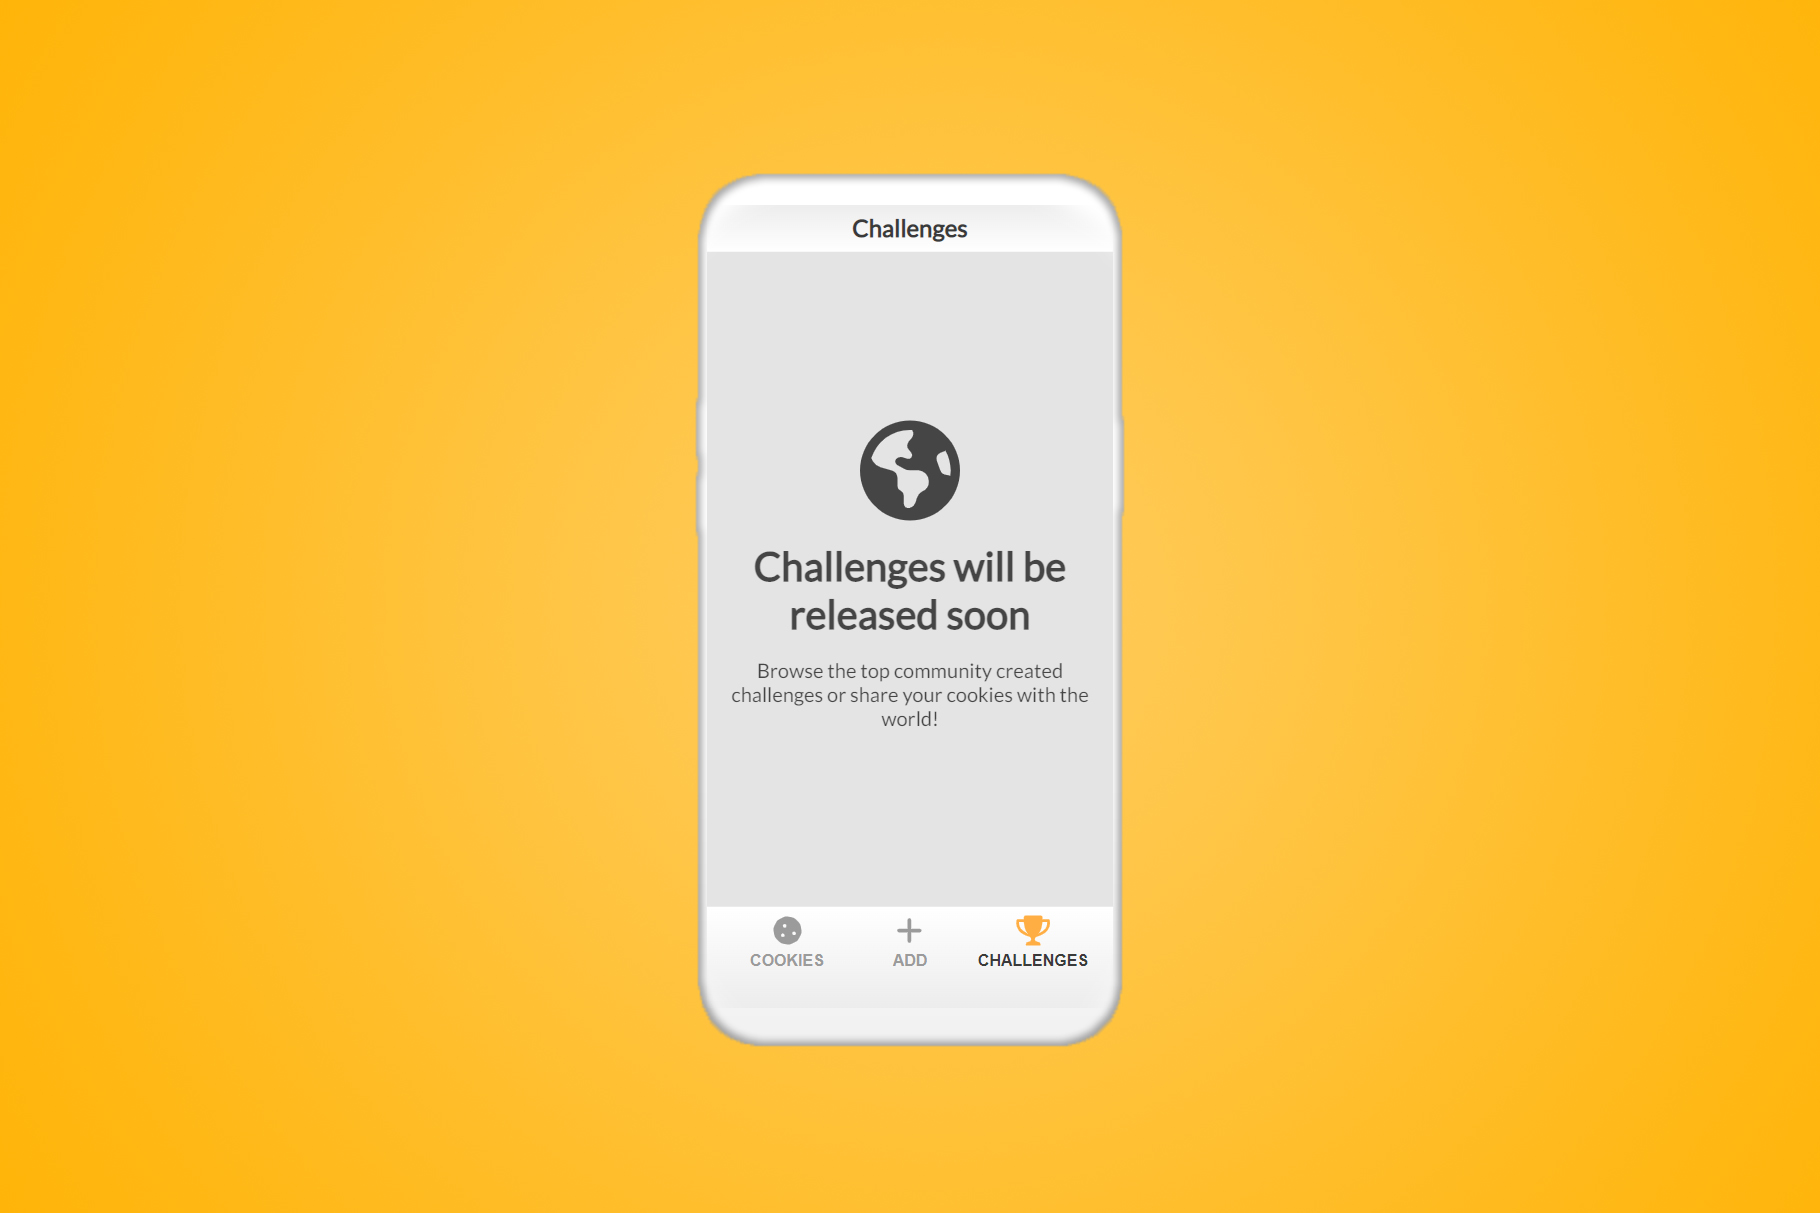 Challenges
Challenges will be
released soon
Browse the top community created
challenges or share your cookies with the
world!
COOKIES
ADD
CHALLENGES